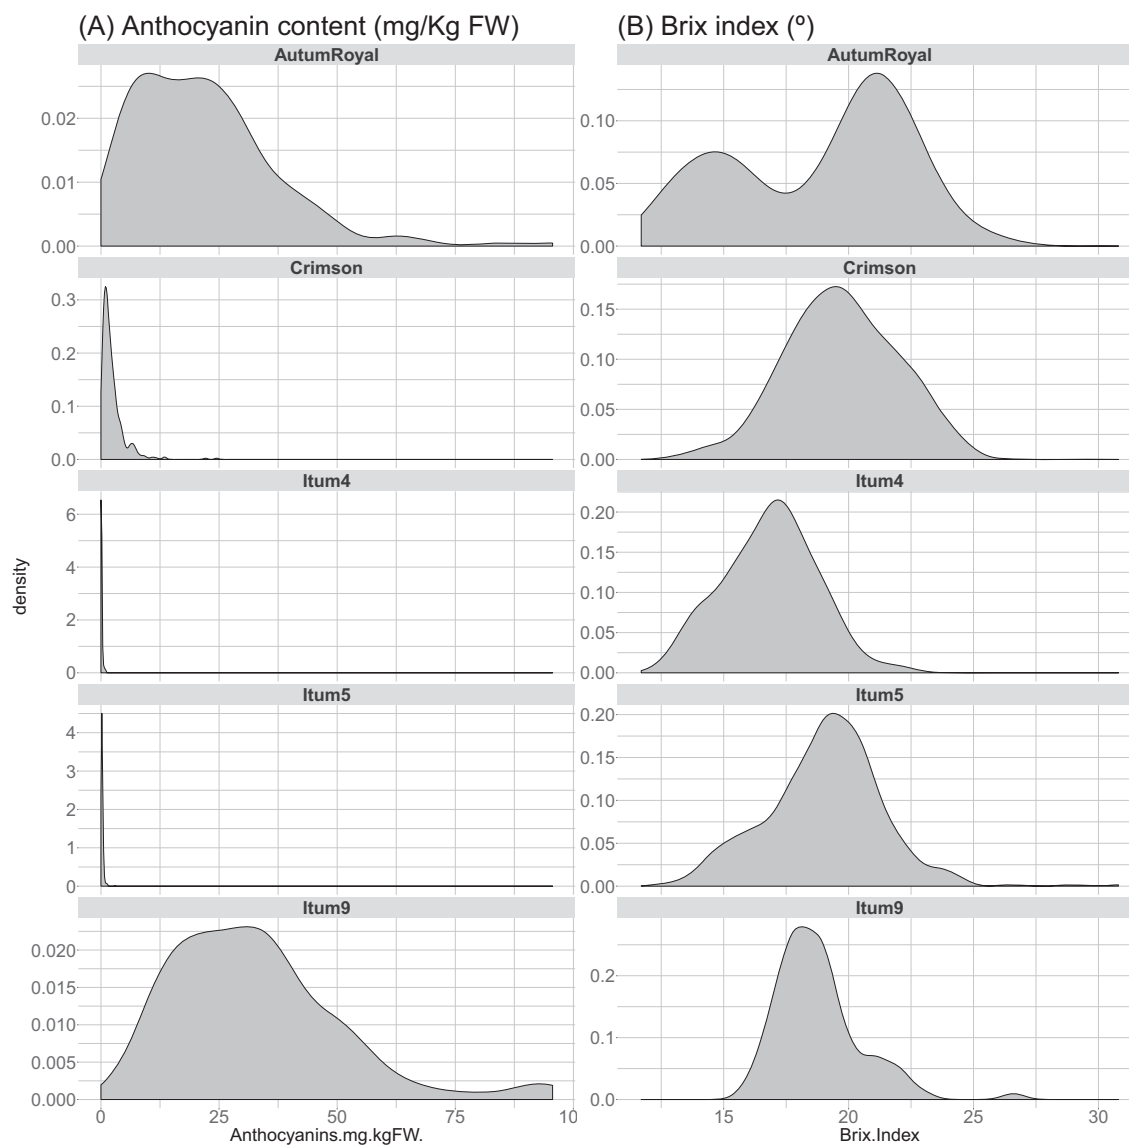 (A) Anthocyanin content (mg/Kg FW)
AutumRoyal
0.02
0.01
0.00
Crimson
0.3
0.2
0.1
0.0
Itum4
6
4
2
0
Itum5
4
3
2
1
0
Itum9
0.020
0.015
0.010
0.005
0.000
0 25 50 75 10
Anthocyanins.mg.kgFW.
density
(B) Brix index (º)
AutumRoyal
0.10
0.05
0.00
Crimson
0.15
0.10
0.05
0.00
Itum4
0.20
0.15
0.10
0.05
0.00
Itum5
0.20
0.15
0.10
0.05
0.00
Itum9
0.2
0.1
0.0
15 20 25 30
Brix.Index